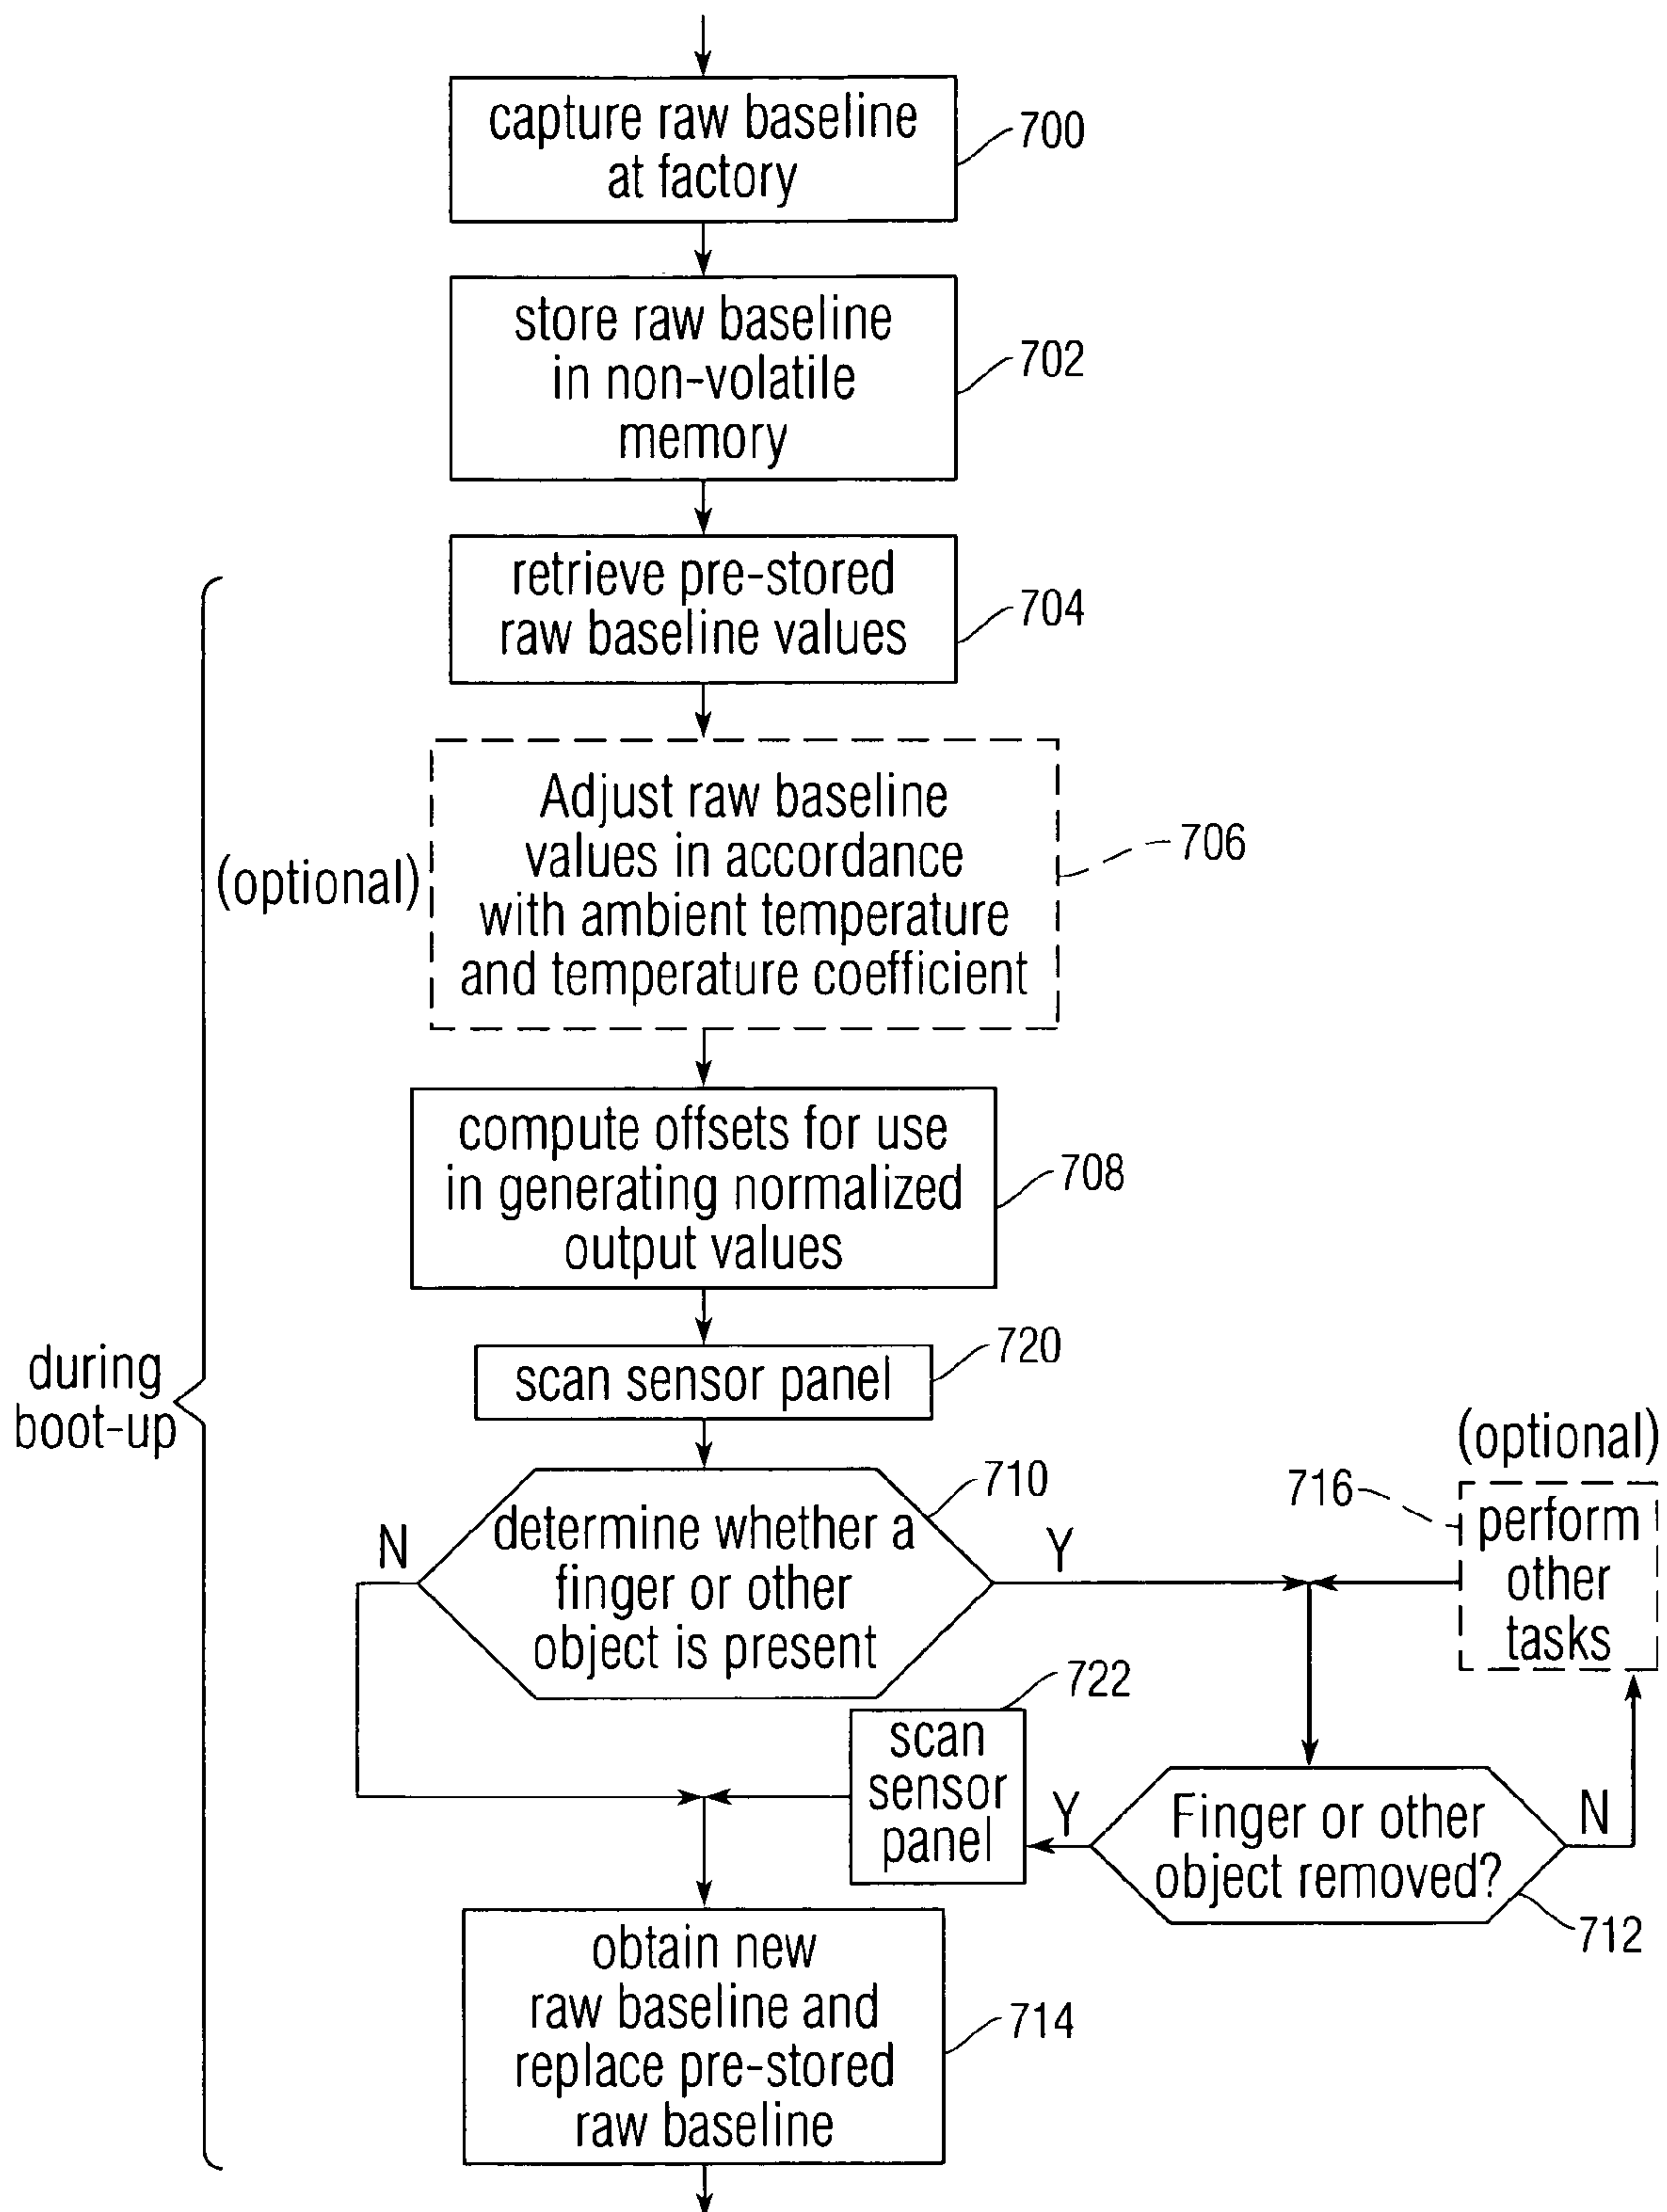 capture raw baseline
at factory
700
store raw baseline
in non-volatile
memory
702
retrieve pre-stored
raw baseline values
704
(optional)
Adjust raw baseline
values in accordance
with ambient temperature
and temperature coefficient
706
compute offsets for use
in generating normalized
output values
708
during
boot-up
scan sensor panel
720
determine whether a
finger or other
object is present
710
N
Y
(optional)
716
perform
other
tasks
722
scan
sensor
panel
Y
Finger or other
object removed?
N
712
obtain new
raw baseline and
replace pre-stored
raw baseline
714